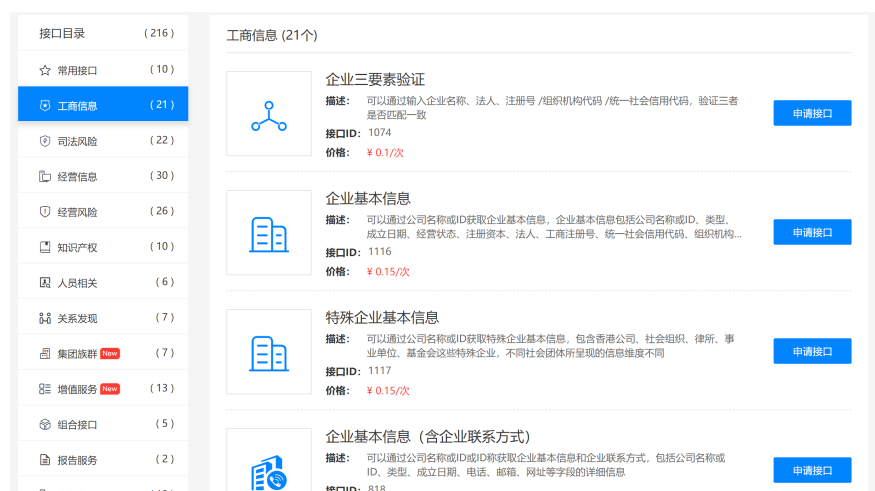 接口目录 (216)
常用接口 (10)
工商信息 (21)
司法风险 (22)
经营信息 (30)
经营风险 (26)
知识产权 (10)
人员相关 (6)
关系发现 (7)
集团族群 New (7)
增值服务 New (13)
组合接口 (5)
报告服务 (2)
工商信息 (21个)
企业三要素验证
描述： 可以通过输入企业名称、法人、注册号 /组织机构代码 /统一社会信用代码，验证三者
是否匹配一致
接口ID： 1074
价格： ¥ 0.1/次
申请接口
企业基本信息
描述： 可以通过公司名称或ID获取企业基本信息，企业基本信息包括公司名称或ID、类型、
成立日期、经营状态、注册资本、法人、工商注册号、统一社会信用代码、组织机构...
接口ID： 1116
价格： ¥ 0.15/次
申请接口
特殊企业基本信息
描述： 可以通过公司名称或ID获取特殊企业基本信息，包含香港公司、社会组织、律所、事
业单位、基金会这些特殊企业，不同社会团体所呈现的信息维度不同
接口ID： 1117
价格： ¥ 0.15/次
申请接口
企业基本信息（含企业联系方式）
描述： 可以通过公司名称或ID或ID称获取企业基本信息和企业联系方式，包括公司名称或
ID、类型、成立日期、电话、邮箱、网址等字段的详细信息
接口ID： 818
申请接口